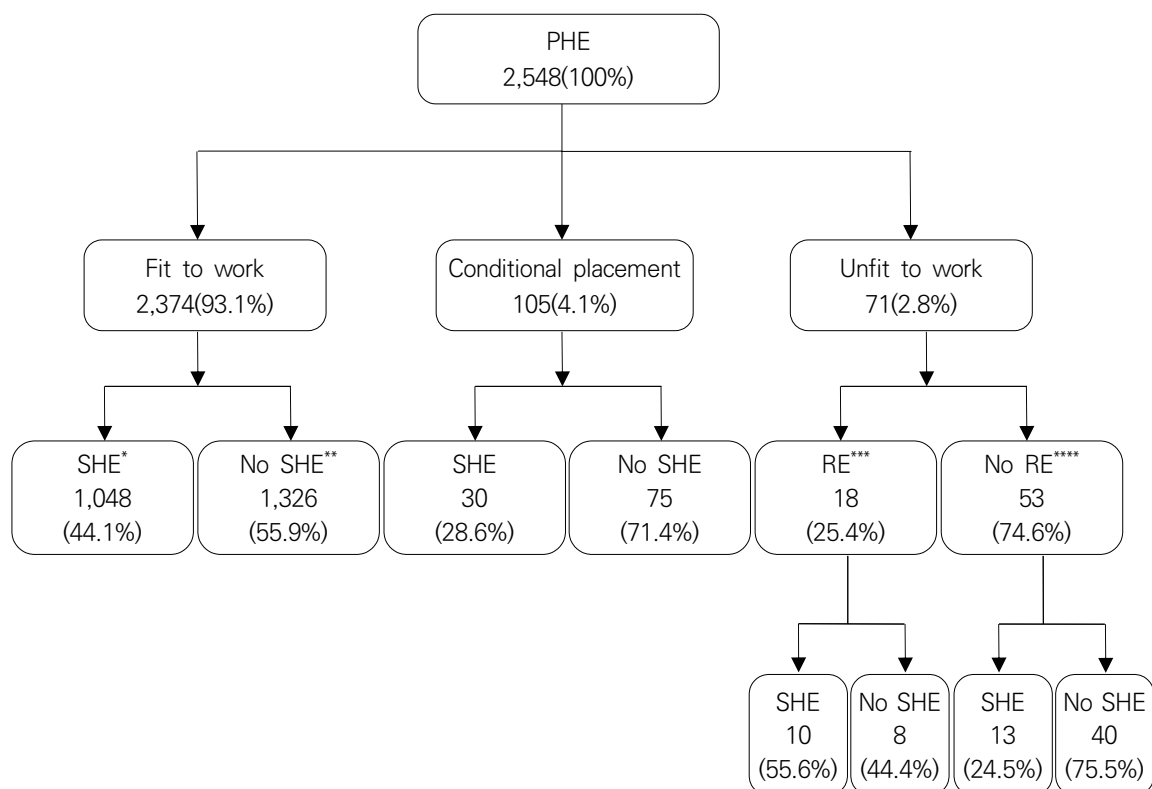 PHE
2,548(100%)
Fit to work
2,374(93.1%)
Conditional placement
105(4.1%)
Unfit to work
71(2.8%)
SHE*
1,048
(44.1%)
No SHE**
1,326
(55.9%)
SHE
30
(28.6%)
No SHE
75
(71.4%)
RE***
18
(25.4%)
No RE****
53
(74.6%)
SHE
10
(55.6%)
No SHE
8
(44.4%)
SHE
13
(24.5%)
No SHE
40
(75.5%)